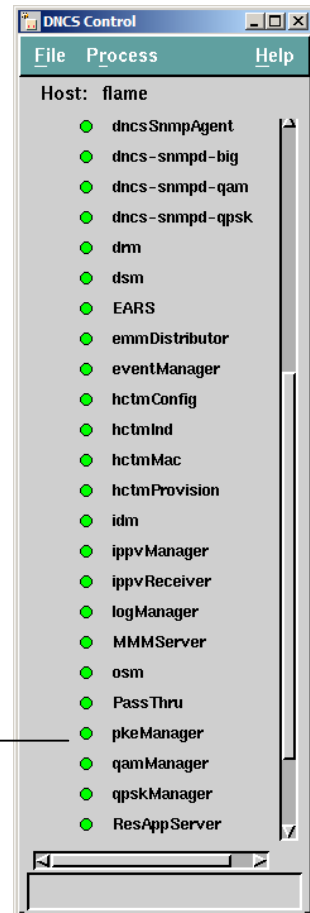 DNCS Control
File Process Help
Host: flame
dncsSnmpAgent
dncs-snmpd-big
dncs-snmpd-qam
dncs-snmpd-qpsk
drm
dsm
EARS
emmDistributor
eventManager
hctmConfig
hctmInd
hctmMac
hctmProvision
idm
ippvManager
ippvReceiver
logManager
MMMServer
osm
PassThru
pkeManager
qamManager
qpskManager
ResAppServer